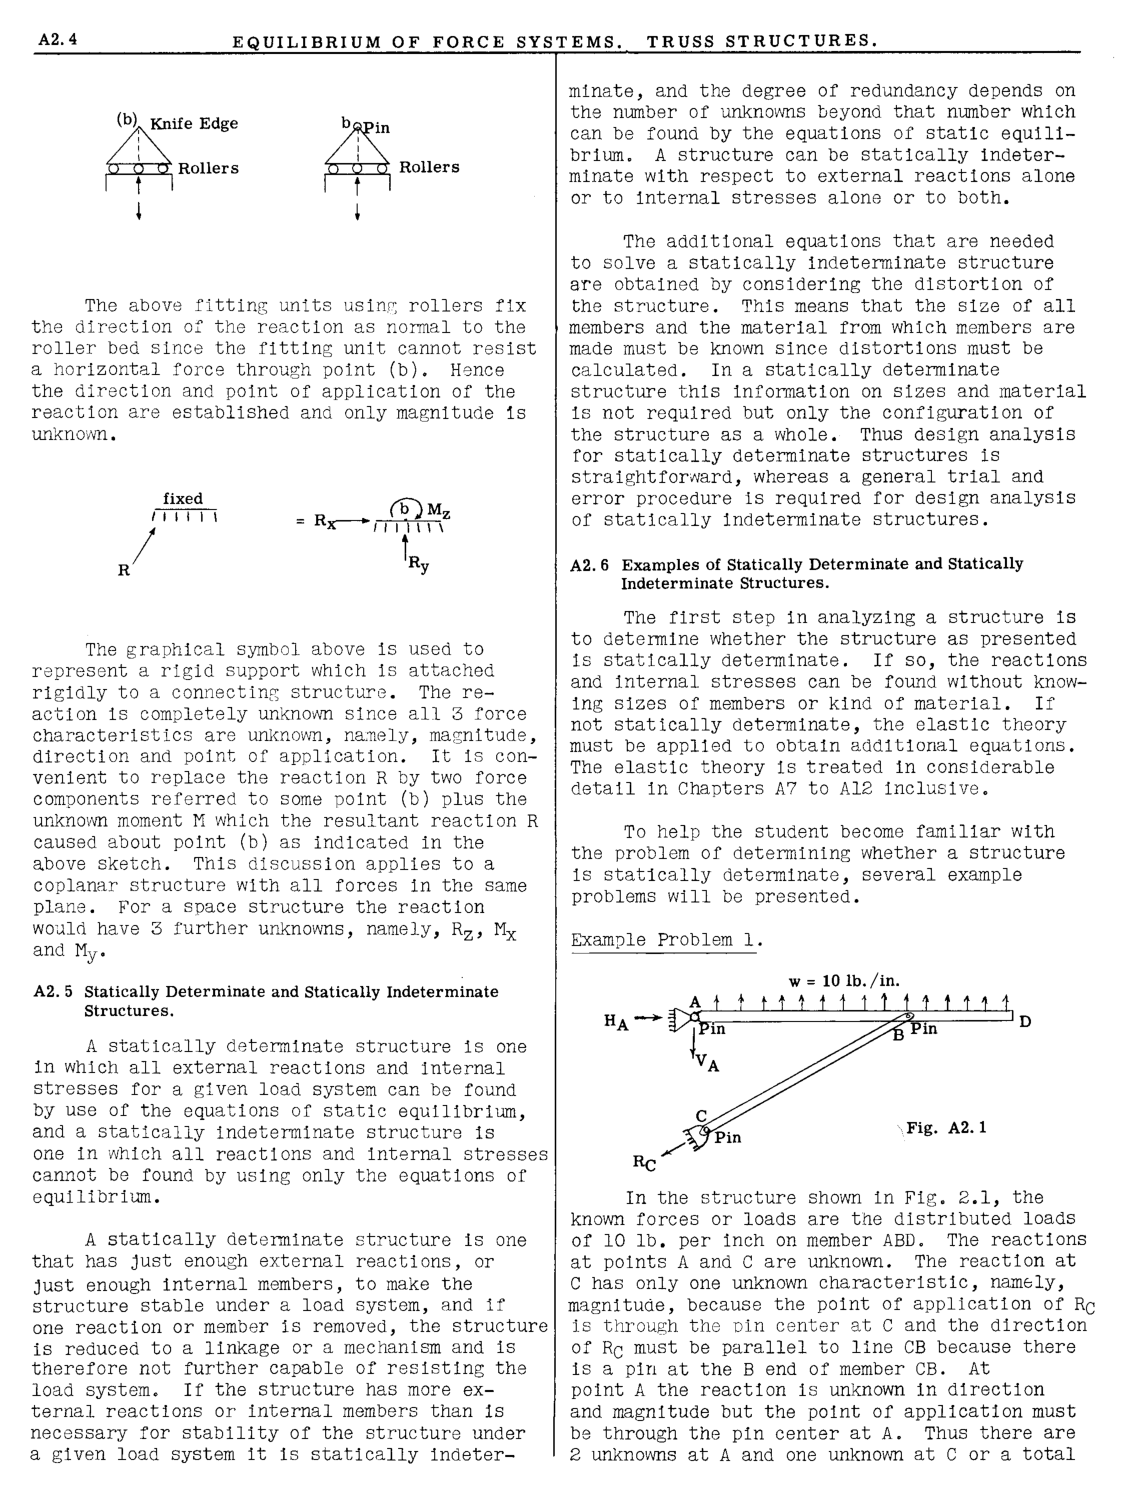 A2.4
EQUILIBRIUM OF FORCE SYSTEMS. TRUSS STRUCTURES.
(b) Knife Edge
Rollers
b Pin
Rollers
The above fitting units using rollers fix
the direction of the reaction as normal to the
roller bed since the fitting unit cannot resist
a horizontal force through point (b). Hence
the direction and point of application of the
reaction are established and only magnitude is
unknown.
fixed
R
= Rx
b Mz
Ry
The graphical symbol above is used to
represent a rigid support which is attached
rigidly to a connecting structure. The re-
action is completely unknown since all 3 force
characteristics are unknown, namely, magnitude,
direction and point of application. It is con-
venient to replace the reaction R by two force
components referred to some point (b) plus the
unknown moment M which the resultant reaction R
caused about point (b) as indicated in the
above sketch. This discussion applies to a
coplanar structure with all forces in the same
plane. For a space structure the reaction
would have 3 further unknowns, namely, Rz, Mx
and My.
A2.5 Statically Determinate and Statically Indeterminate
Structures.
A statically determinate structure is one
in which all external reactions and internal
stresses for a given load system can be found
by use of the equations of static equilibrium,
and a statically indeterminate structure is
one in which all reactions and internal stresses
cannot be found by using only the equations of
equilibrium.
A statically determinate structure is one
that has just enough external reactions, or
just enough internal members, to make the
structure stable under a load system, and if
one reaction or member is removed, the structure
is reduced to a linkage or a mechanism and is
therefore not further capable of resisting the
load system. If the structure has more ex-
ternal reactions or internal members than is
necessary for stability of the structure under
a given load system it is statically indeter-
minate, and the degree of redundancy depends on
the number of unknowns beyond that number which
can be found by the equations of static equili-
brium. A structure can be statically indeter-
minate with respect to external reactions alone
or to internal stresses alone or to both.
The additional equations that are needed
to solve a statically indeterminate structure
are obtained by considering the distortion of
the structure. This means that the size of all
members and the material from which members are
made must be known since distortions must be
calculated. In a statically determinate
structure this information on sizes and material
is not required but only the configuration of
the structure as a whole. Thus design analysis
for statically determinate structures is
straightforward, whereas a general trial and
error procedure is required for design analysis
of statically indeterminate structures.
A2.6 Examples of Statically Determinate and Statically
Indeterminate Structures.
The first step in analyzing a structure is
to determine whether the structure as presented
is statically determinate. If so, the reactions
and internal stresses can be found without know-
ing sizes of members or kind of material. If
not statically determinate, the elastic theory
must be applied to obtain additional equations.
The elastic theory is treated in considerable
detail in Chapters A7 to A12 inclusive.
To help the student become familiar with
the problem of determining whether a structure
is statically determinate, several example
problems will be presented.
Example Problem 1.
w = 10 lb./in.
A
HA
Pin
B Pin
D
VA
C
Pin
RC
Fig. A2.1
In the structure shown in Fig. 2.1, the
known forces or loads are the distributed loads
of 10 lb. per inch on member ABD. The reactions
at points A and C are unknown. The reaction at
C has only one unknown characteristic, namely,
magnitude, because the point of application of RC
is through the pin center at C and the direction
of RC must be parallel to line CB because there
is a pin at the B end of member CB. At
point A the reaction is unknown in direction
and magnitude but the point of application must
be through the pin center at A. Thus there are
2 unknowns at A and one unknown at C or a total